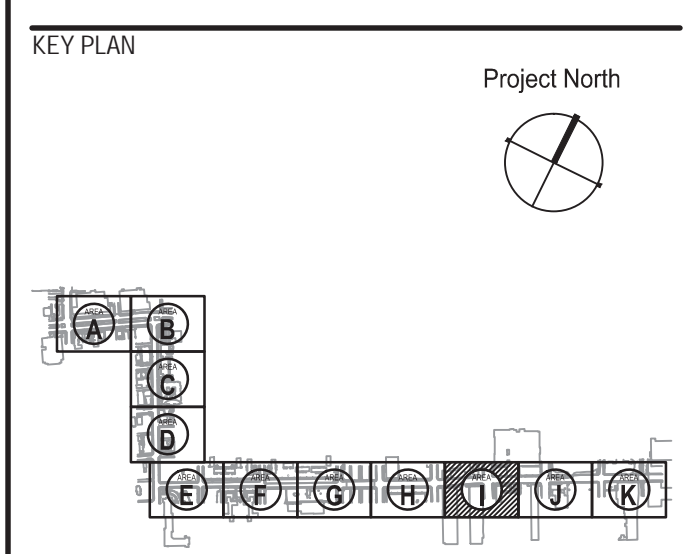 KEY PLAN
Project North
AREA
A
AREA
B
AREA
C
AREA
D
AREA
E
AREA
F
AREA
G
AREA
H
AREA
I
AREA
J
AREA
K